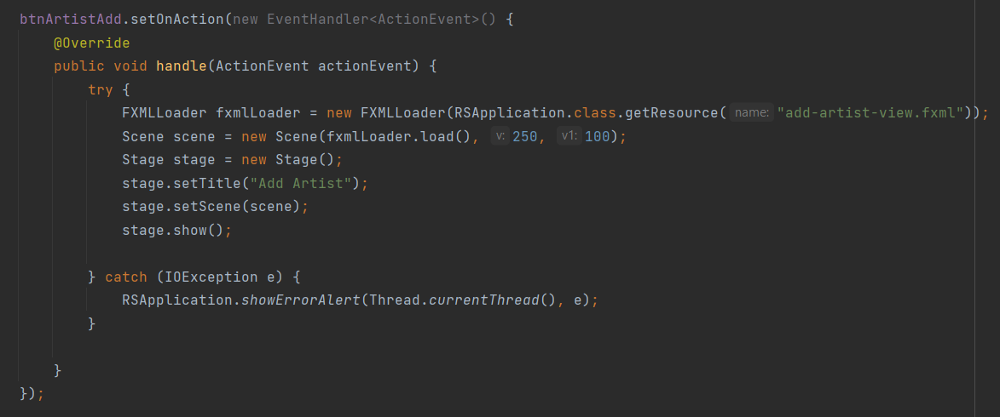 btnArtistAdd.setOnAction(new EventHandler<ActionEvent>() {
    @Override
    public void handle(ActionEvent actionEvent) {
        try {
            FXMLLoader fxmlLoader = new FXMLLoader(RSApplication.class.getResource( name: "add-artist-view.fxml"));
            Scene scene = new Scene(fxmlLoader.load(), v: 250, v1: 100);
            Stage stage = new Stage();
            stage.setTitle("Add Artist");
            stage.setScene(scene);
            stage.show();

        } catch (IOException e) {
            RSApplication.showErrorAlert(Thread.currentThread(), e);
        }

    }
});